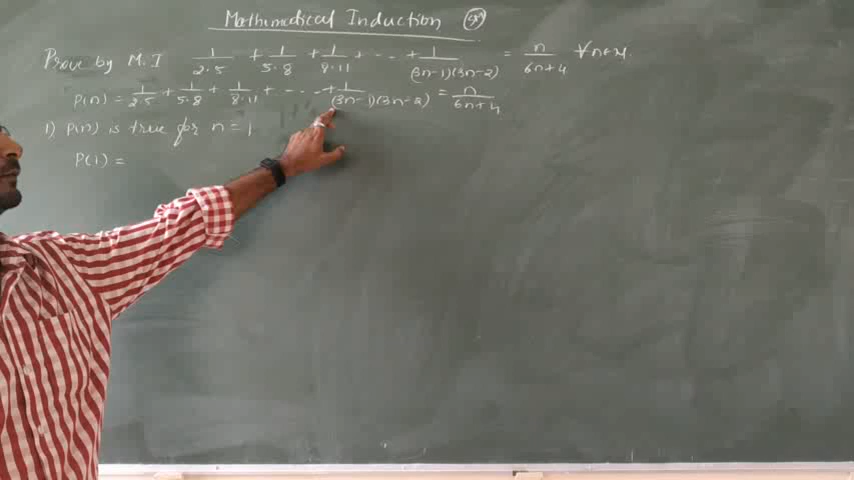 Mathematical Induction
Prove by M.I 1/2.5 + 1/5.8 + 1/8.11 + - - + 1/(3n-1)(3n-2) = n/6n+4 ∀n∈N.
P(n) = 1/2.5 + 1/5.8 + 1/8.11 + - - - + 1/(3n-1)(3n-2) = n/6n+4
1) P(n) is true for n=1
P(1) =